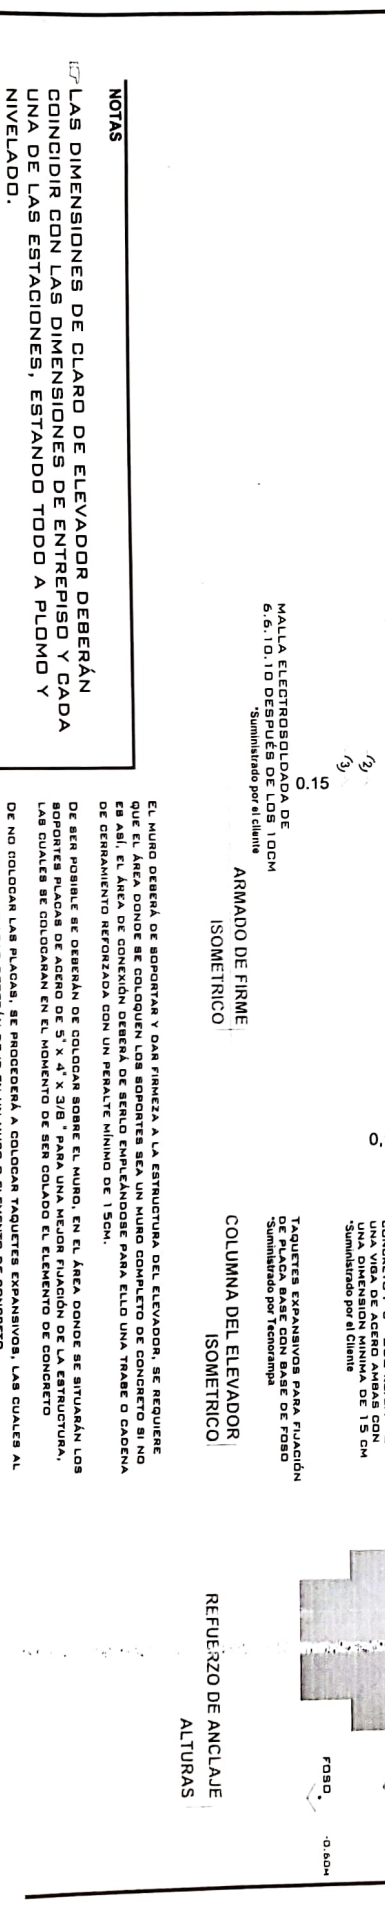 NOTAS
LAS DIMENSIONES DE CLARO DE ELEVADOR DEBERÁN
COINCIDIR CON LAS DIMENSIONES DE ENTREPISO Y CADA
UNA DE LAS ESTACIONES, ESTANDO TODO A PLOMO Y
NIVELADO.
(2)
(3)
0.15
MALLA ELECTROSOLDADA DE
6.6.10.10 DESPUÉS DE LOS 10CM
*Suministrado por el cliente
ARMADO DE FIRME
ISOMETRICO
EL MURO DEBERÁ DE SOPORTAR Y DAR FIRMEZA A LA ESTRUCTURA DEL ELEVADOR, SE REQUIERE
QUE EL ÁREA DONDE SE COLOQUEN LOS SOPORTES SEA UN MURO COMPLETO DE CONCRETO SI NO
ES ASÍ, EL ÁREA DE CONEXIÓN DEBERÁ DE SERLO EMPLEÁNDOSE PARA ELLO UNA TRABE O CADENA
DE CERRAMIENTO REFORZADA CON UN PERALTE MÍNIMO DE 15CM.
DE SER POSIBLE SE DEBERÁN DE COLOCAR SOBRE EL MURO, EN EL ÁREA DONDE SE SITUARÁN LOS
SOPORTES PLACAS DE ACERO DE 5" X 4" X 3/8 " PARA UNA MEJOR FIJACIÓN DE LA ESTRUCTURA,
LAS CUALES SE COLOCARAN EN EL MOMENTO DE SER COLADO EL ELEMENTO DE CONCRETO
DE NO COLOCAR LAS PLACAS, SE PROCEDERÁ A COLOCAR TAQUETES EXPANSIVOS, LAS CUALES AL
0.
UNA VIGA DE ACERO AMBAS CON
UNA DIMENSION MINIMA DE 15 CM
*Suministrado por el Cliente
TAQUETES EXPANSIVOS PARA FIJACIÓN
DE PLACA BASE CON BASE DE FOSO
*Suministrado por Tecnorampa
COLUMNA DEL ELEVADOR
ISOMETRICO
FOSO -0.60M
REFUERZO DE ANCLAJE
ALTURAS